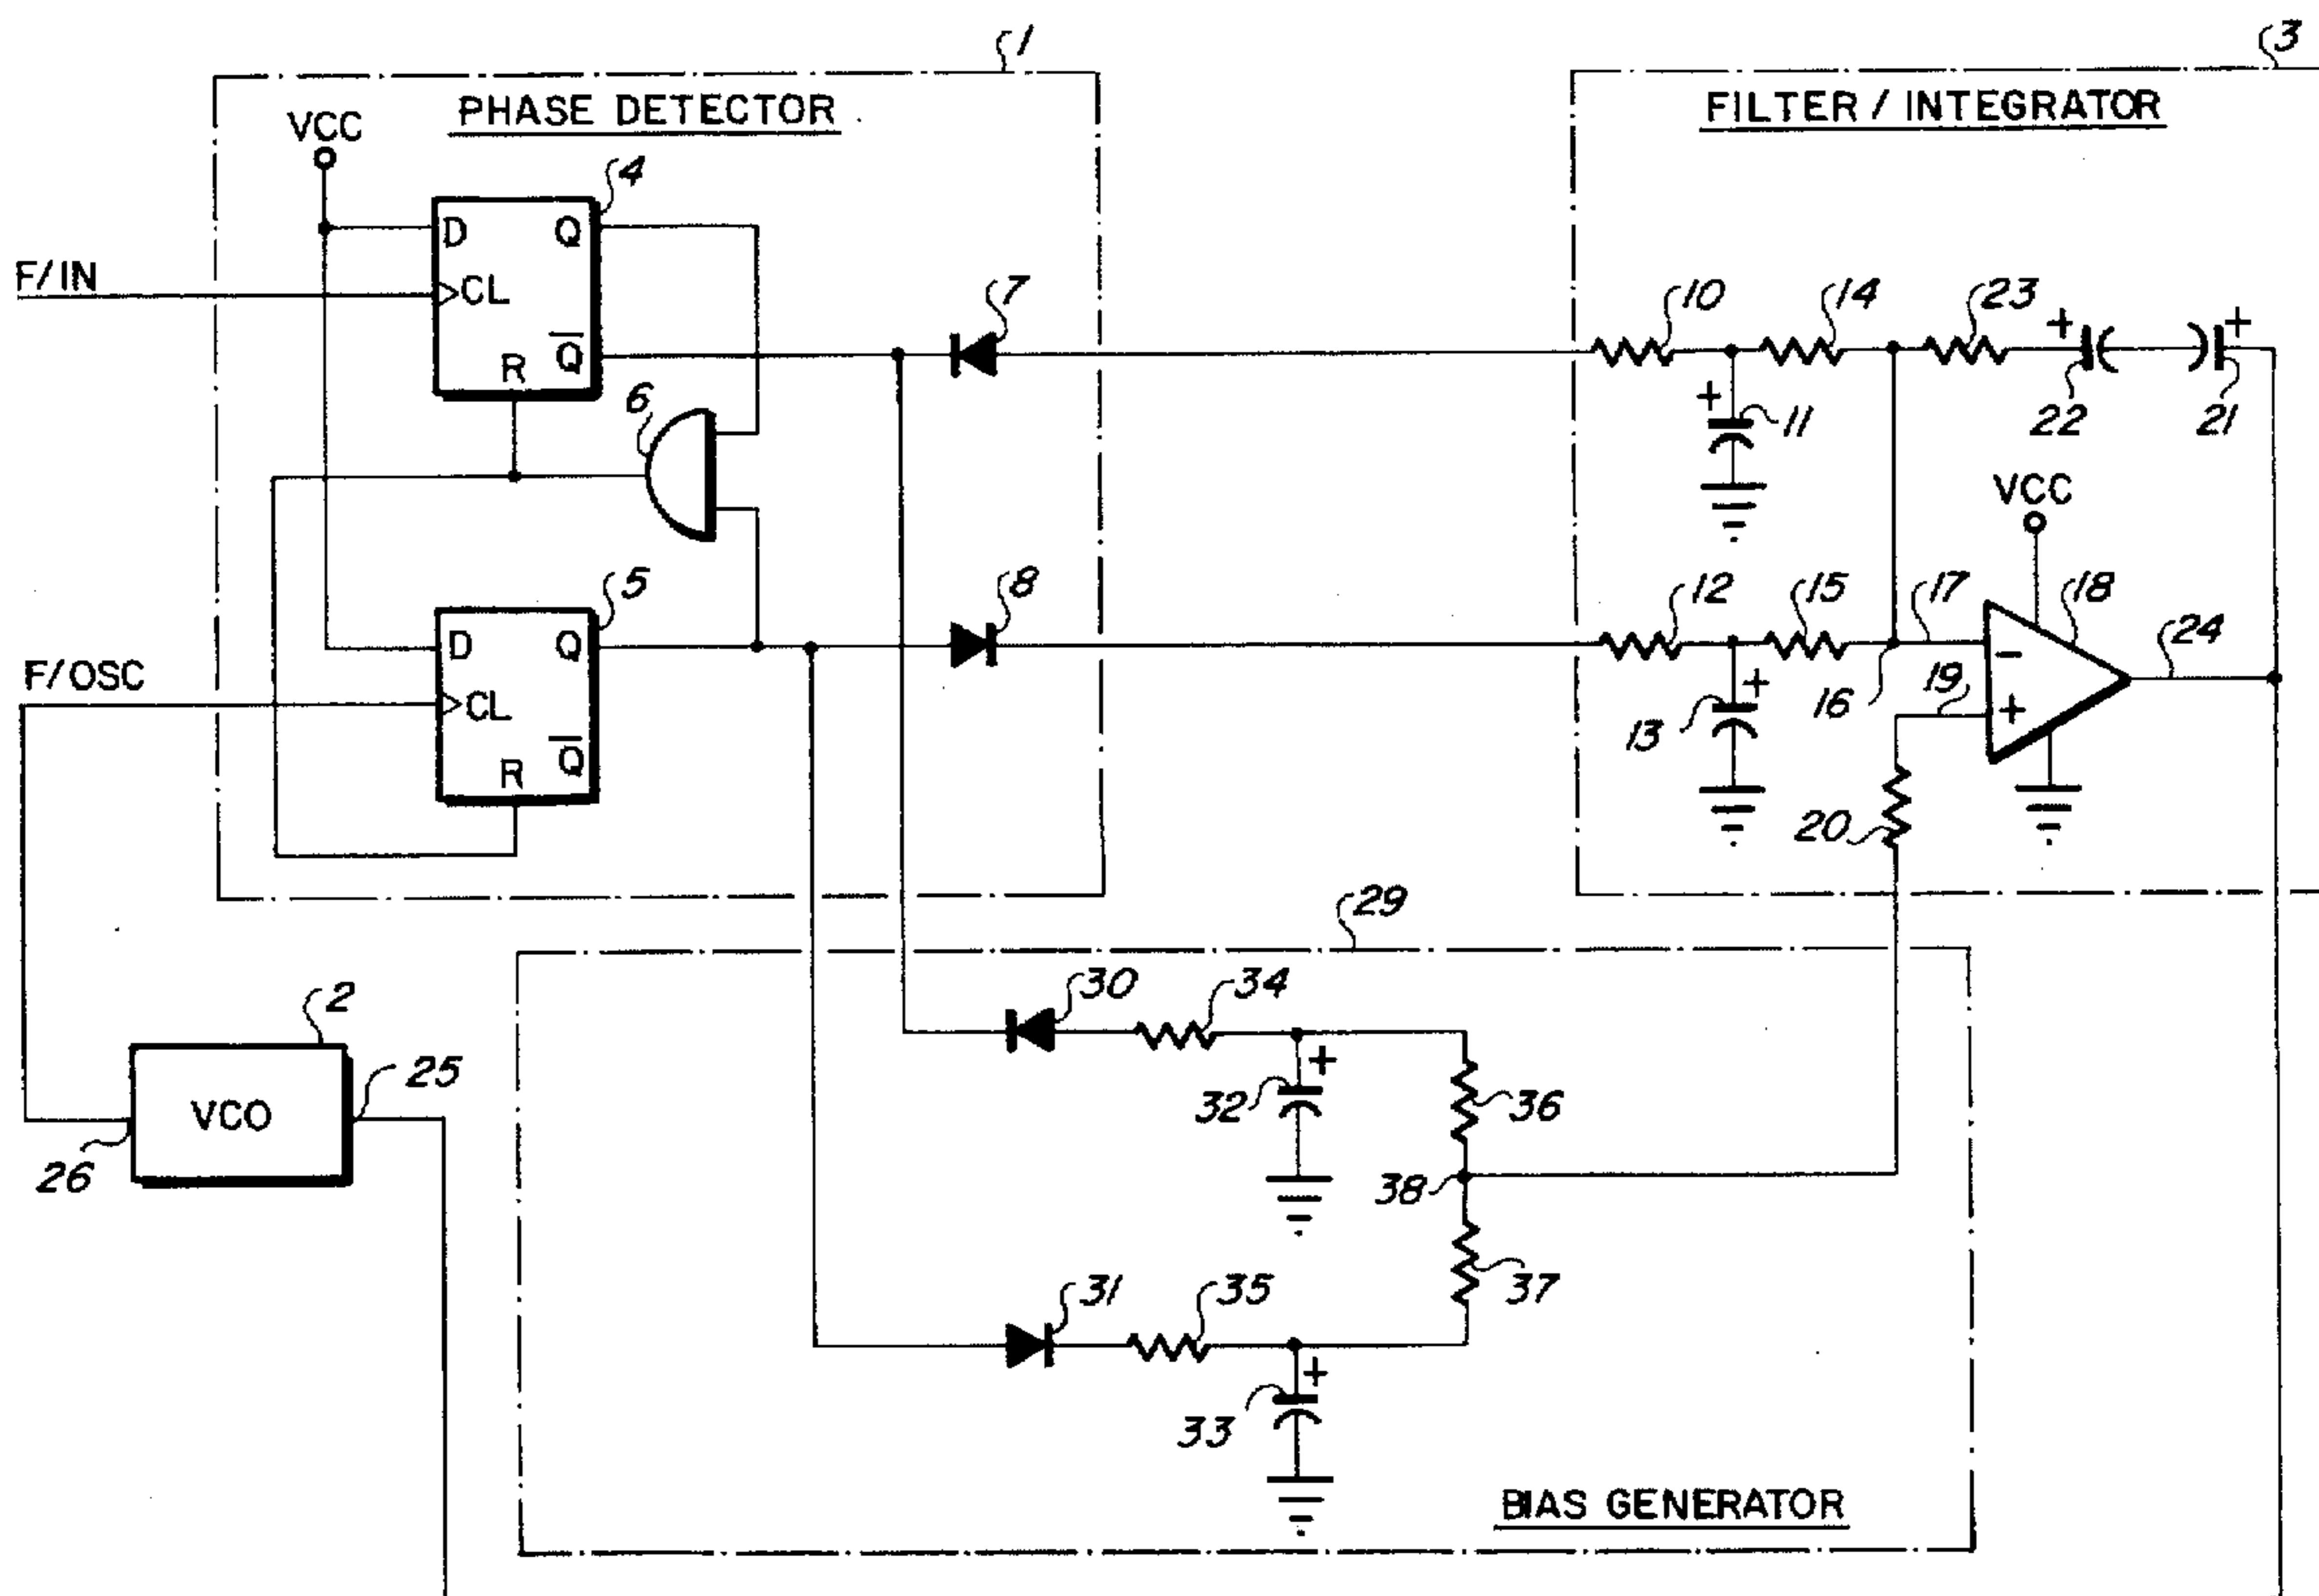 1
3
PHASE DETECTOR
FILTER / INTEGRATOR
VCC
4
D
Q
F/IN
CL
Q
R
6
7
10
14
23
+
+
+
11
22
21
VCC
5
8
12
15
17
18
24
D
Q
F/OSC
CL
19
16
-
+
+
13
Q
R
20
29
2
30
34
25
+
VCO
32
36
26
38
31
35
37
+
33
BIAS GENERATOR